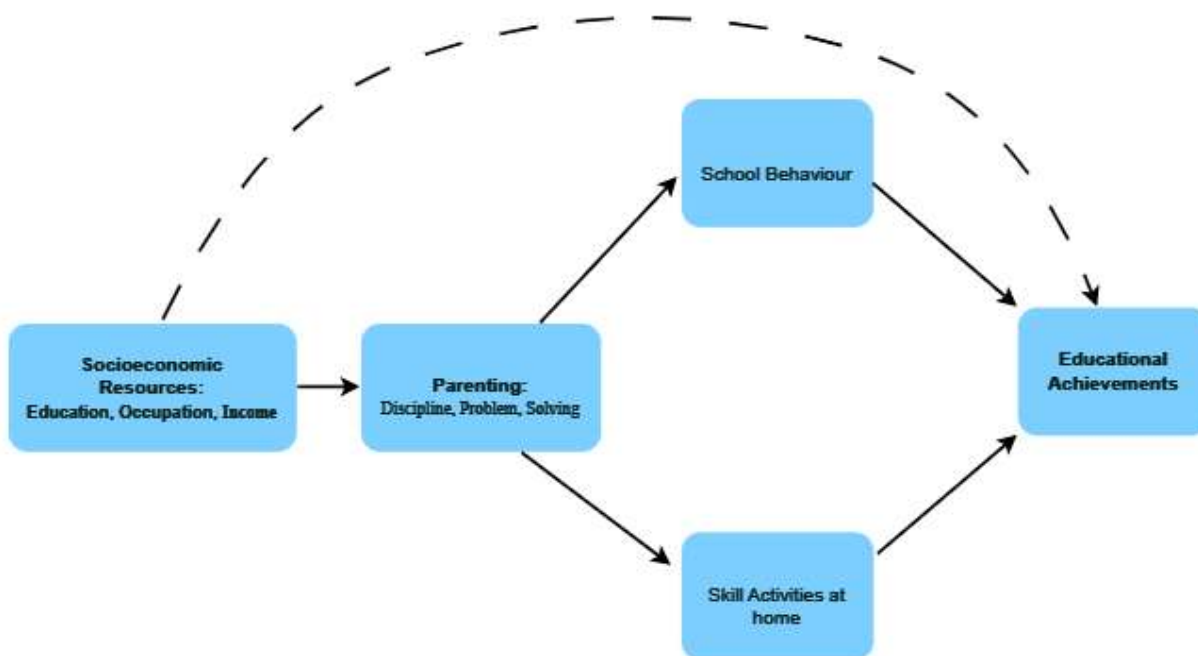 School Behaviour
Socioeconomic
Resources:
Education, Occupation, Income
Parenting:
Discipline, Problem, Solving
Educational
Achievements
Skill Activities at
home